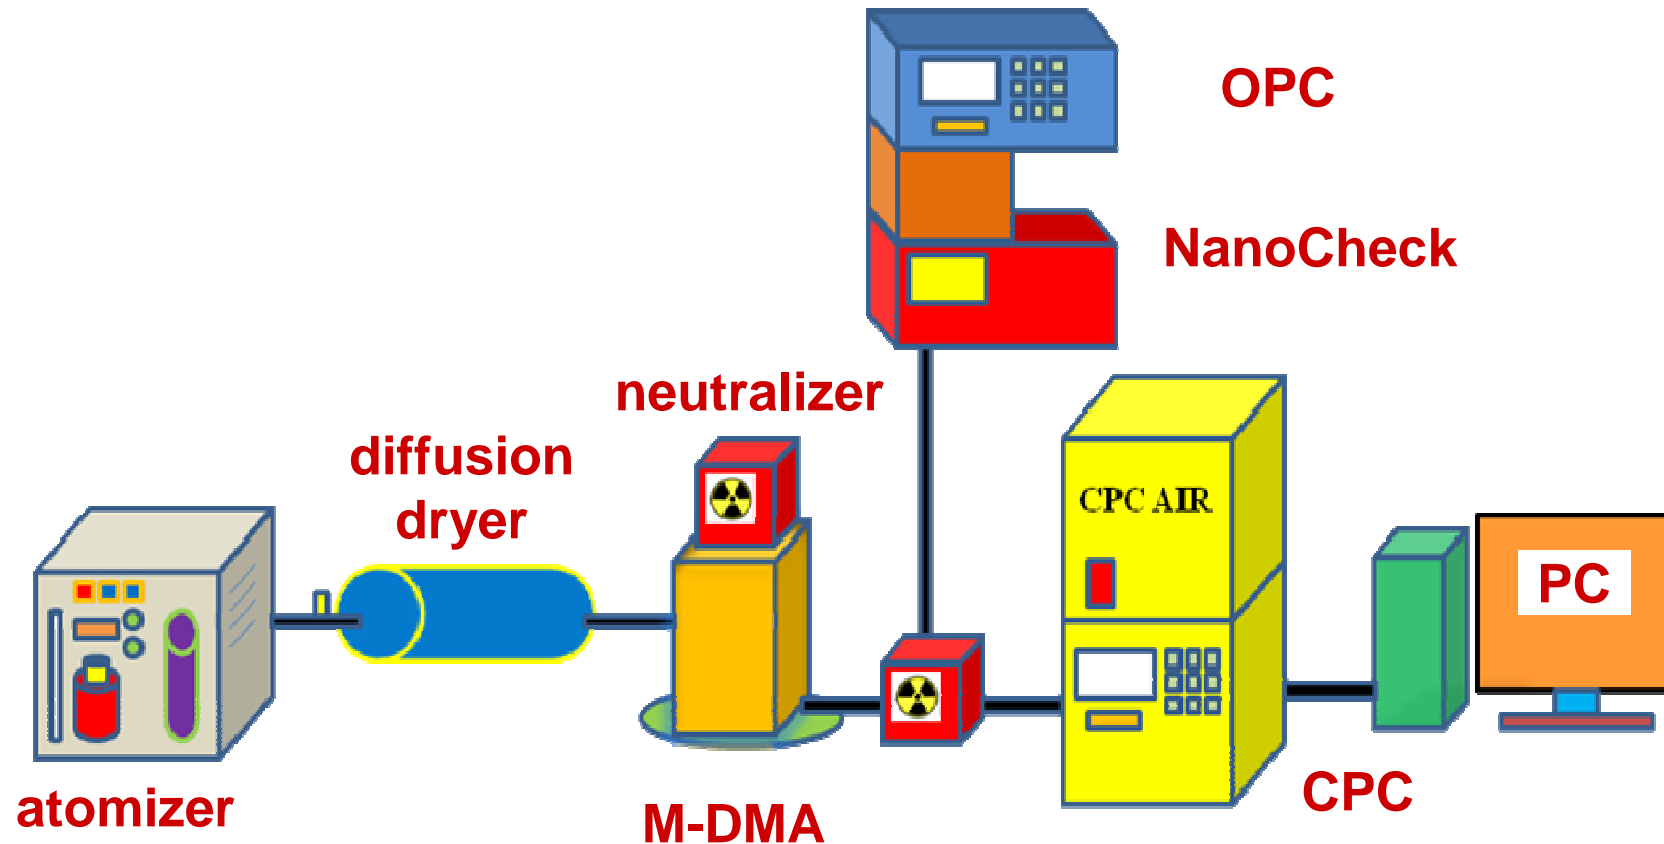 OPC
NanoCheck
neutralizer
diffusion
dryer
CPC AIR
PC
atomizer
M-DMA
CPC